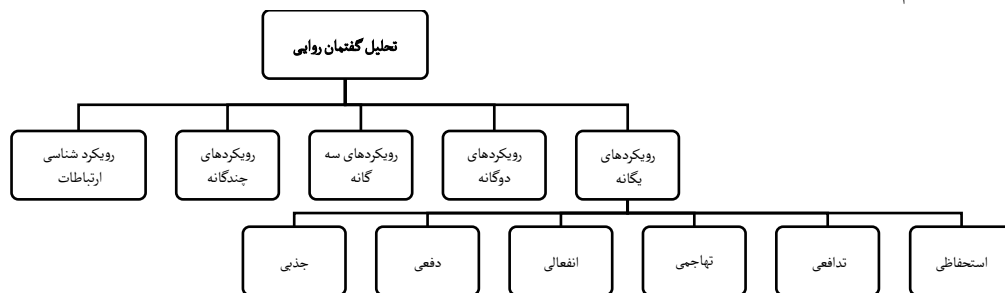 تحلیل گفتمان روایی
رویکردهای
یگانه
رویکردهای
دوگانه
رویکردهای سه
گانه
رویکردهای
چندگانه
رویکرد شناسی
ارتباطات
استحفاظی
تدافعی
تهاجمی
انفعالی
دفعی
جذبی